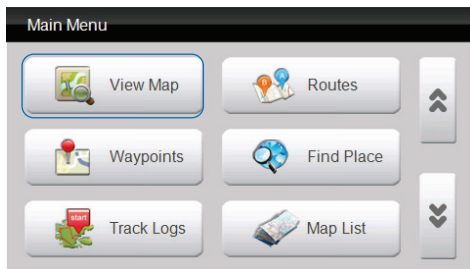 Main Menu
View Map
Routes
B
A
Waypoints
Find Place
start
Track Logs
Map List